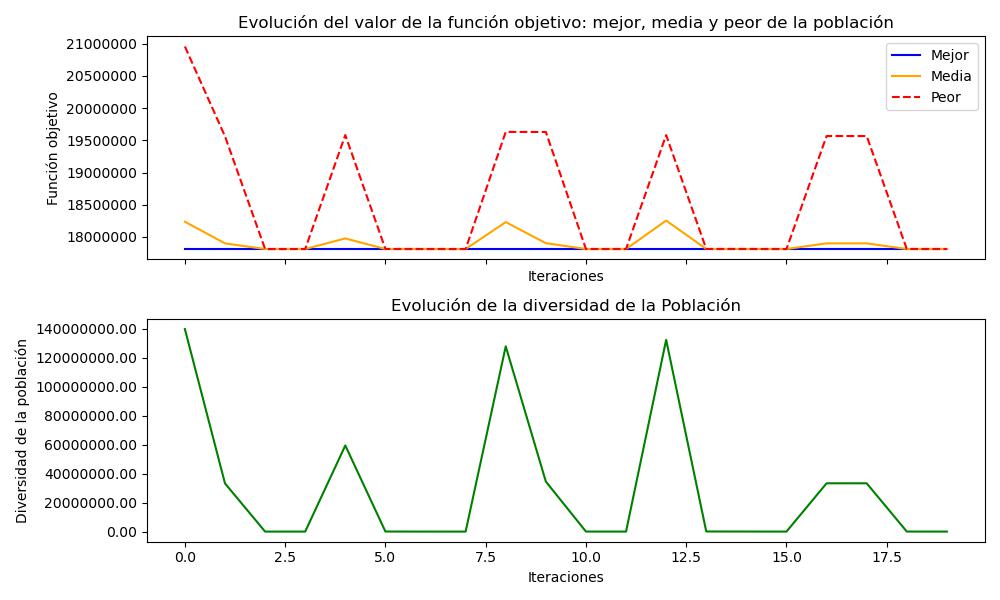 Evolución del valor de la función objetivo: mejor, media y peor de la población
Función objetivo
21000000
20500000
20000000
19500000
19000000
18500000
18000000
Mejor
Media
Peor
Iteraciones
Evolución de la diversidad de la Población
Diversidad de la población
140000000.00
120000000.00
100000000.00
80000000.00
60000000.00
40000000.00
20000000.00
0.00
0.0 2.5 5.0 7.5 10.0 12.5 15.0 17.5
Iteraciones